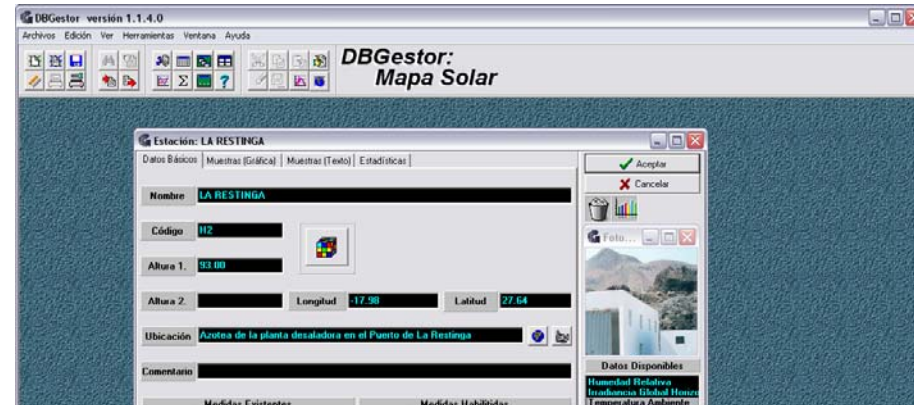 DBGestor versión 1.1.4.0
Archivos Edición Ver Herramientas Ventana Ayuda
DBGestor:
Mapa Solar
Estación: LA RESTINGA
Datos Básicos Muestras (Gráfica) Muestras (Texto) Estadísticas
Aceptar
Cancelar
Nombre LA RESTINGA
Código H2
Altura 1. 93.00
Foto...
Altura 2. Longitud -17.98 Latitud 27.64
Ubicación Azotea de la planta desaladora en el Puerto de La Restinga
Datos Disponibles
Comentario
Humedad Relativa
Irradiancia Global Horizo
Temperatura Ambiente
Medidas Existentes Medidas Habilitidas